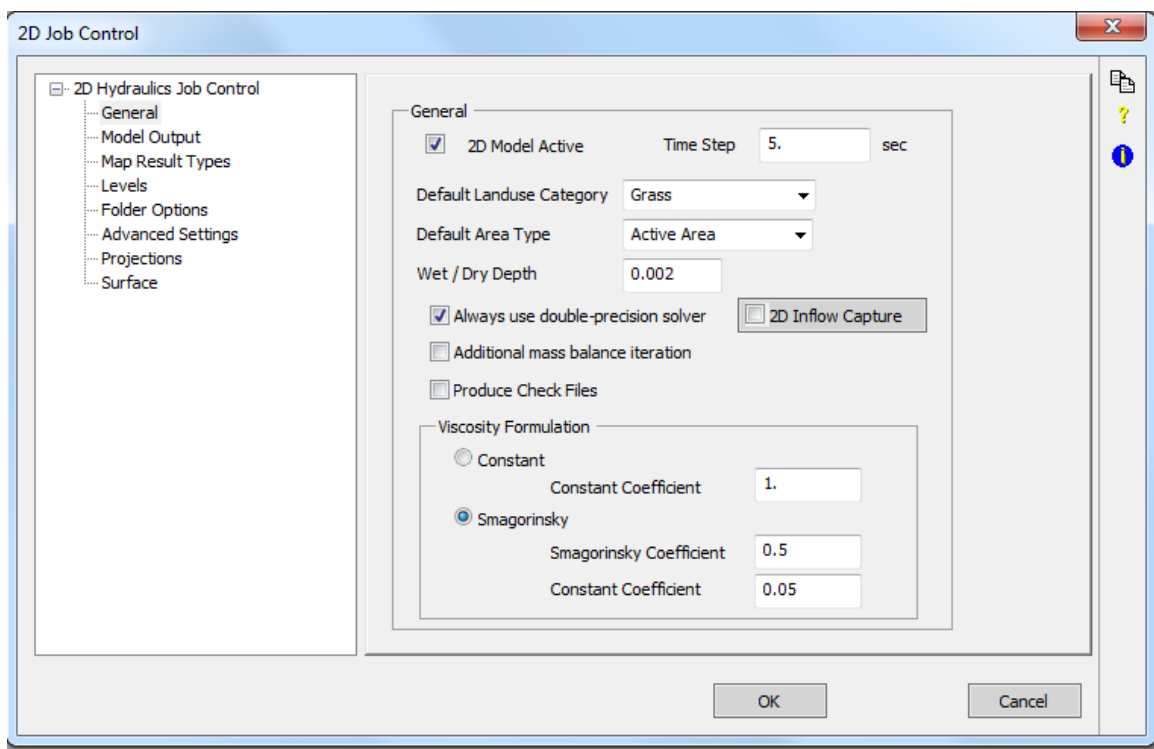 2D Job Control
2D Hydraulics Job Control
General
Model Output
Map Result Types
Levels
Folder Options
Advanced Settings
Projections
Surface
General
2D Model Active Time Step 5. sec
Default Landuse Category Grass
Default Area Type Active Area
Wet / Dry Depth 0.002
Always use double-precision solver 2D Inflow Capture
Additional mass balance iteration
Produce Check Files
Viscosity Formulation
Constant
Constant Coefficient 1.
Smagorinsky
Smagorinsky Coefficient 0.5
Constant Coefficient 0.05
OK Cancel